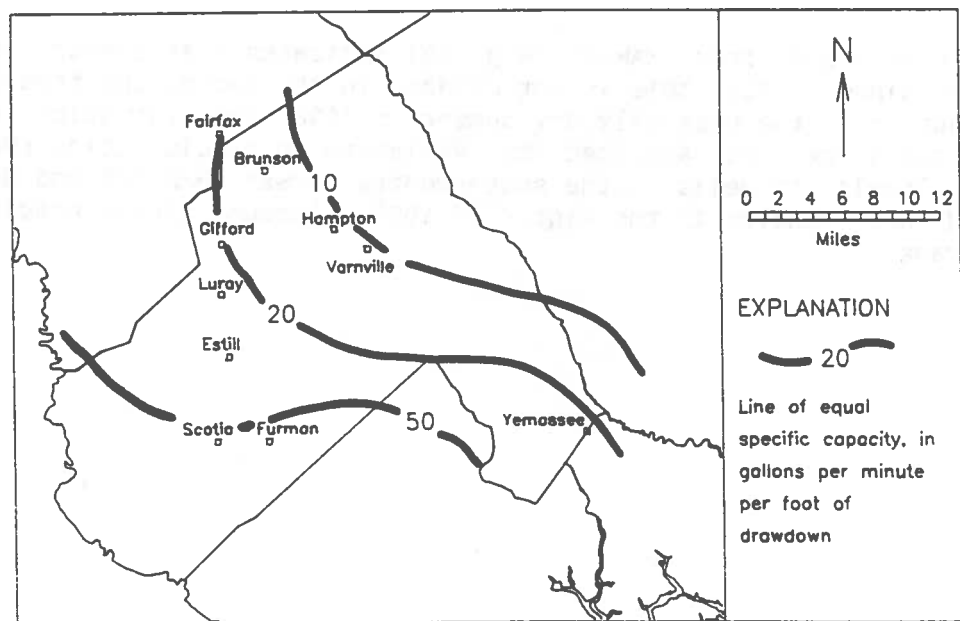 N
Fairfax
Brunson
10
Hampton
Gifford
Varnville
Luray
20
Estill
Scotia
Furman
50
Yemassee
0 2 4 6 8 10 12
Miles
EXPLANATION
20
Line of equal
specific capacity, in
gallons per minute
per foot of
drawdown